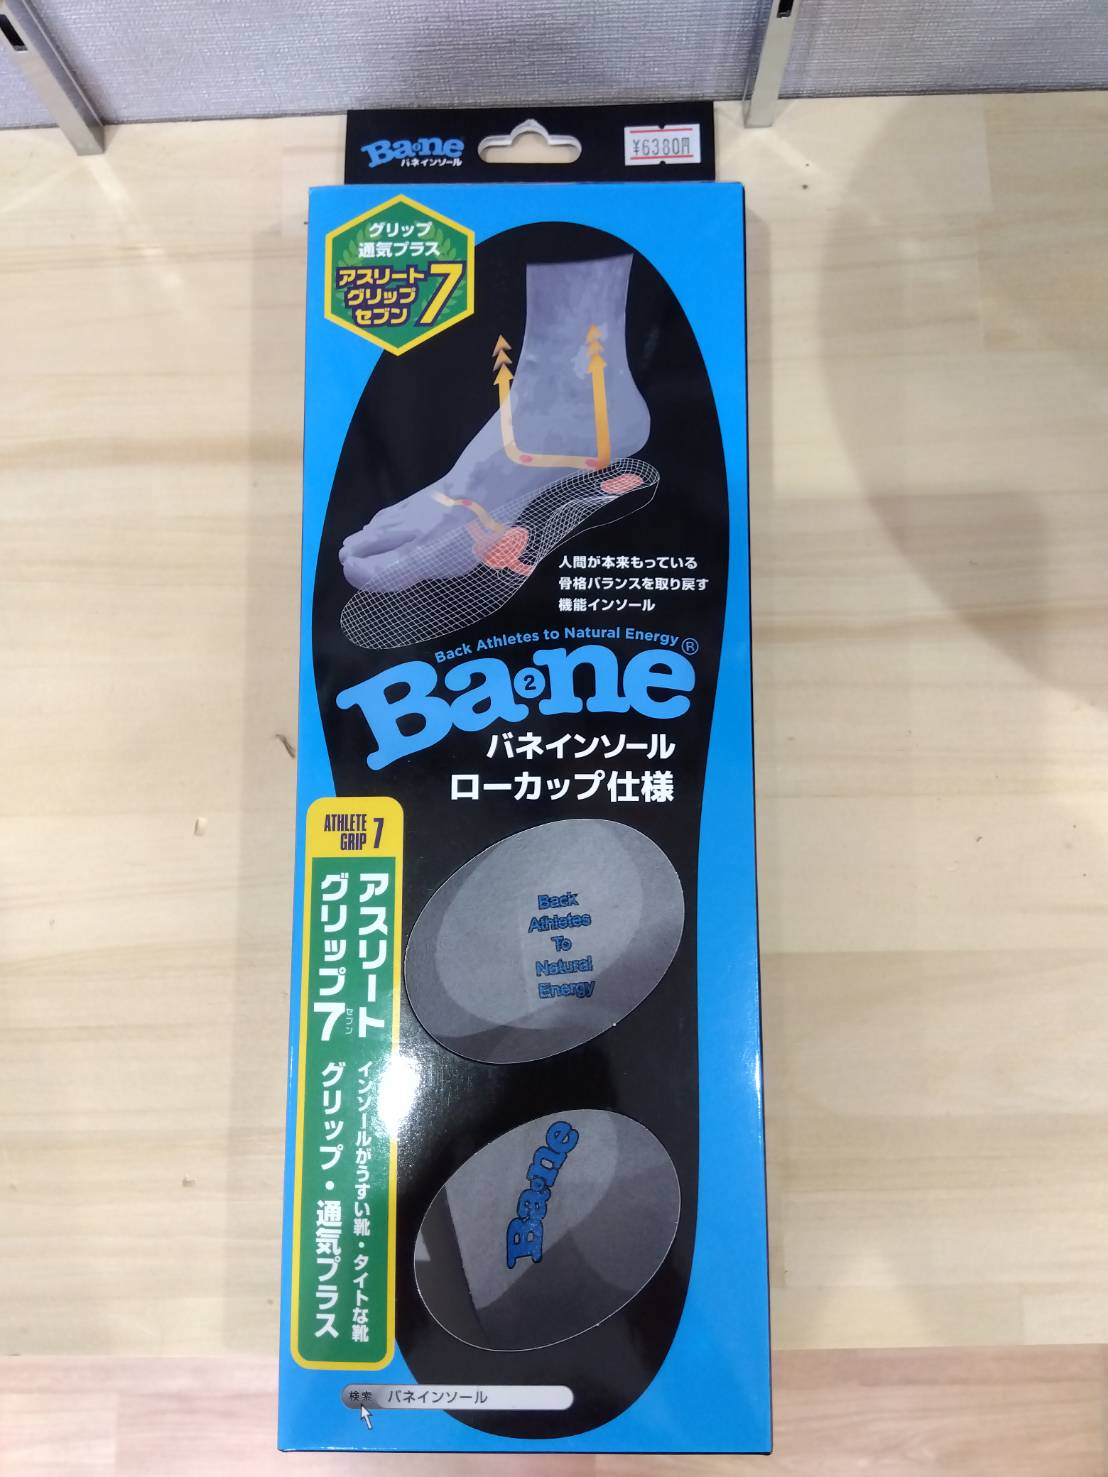 Ba2ne
バネインソール
¥6380円
グリップ
通気プラス
アスリート
グリップ
セブン
7
人間が本来もっている
骨格バランスを取り戻す
機能インソール
Back Athletes to Natural Energy
Ba2ne®
バネインソール
ローカップ仕様
ATHLETE
GRIP 7
アスリート
グリップ7
セブン
インソールがうすい靴・タイトな靴
グリップ・通気プラス
Back
Athletes
To
Natural
Energy
Ba2ne
検索 バネインソール